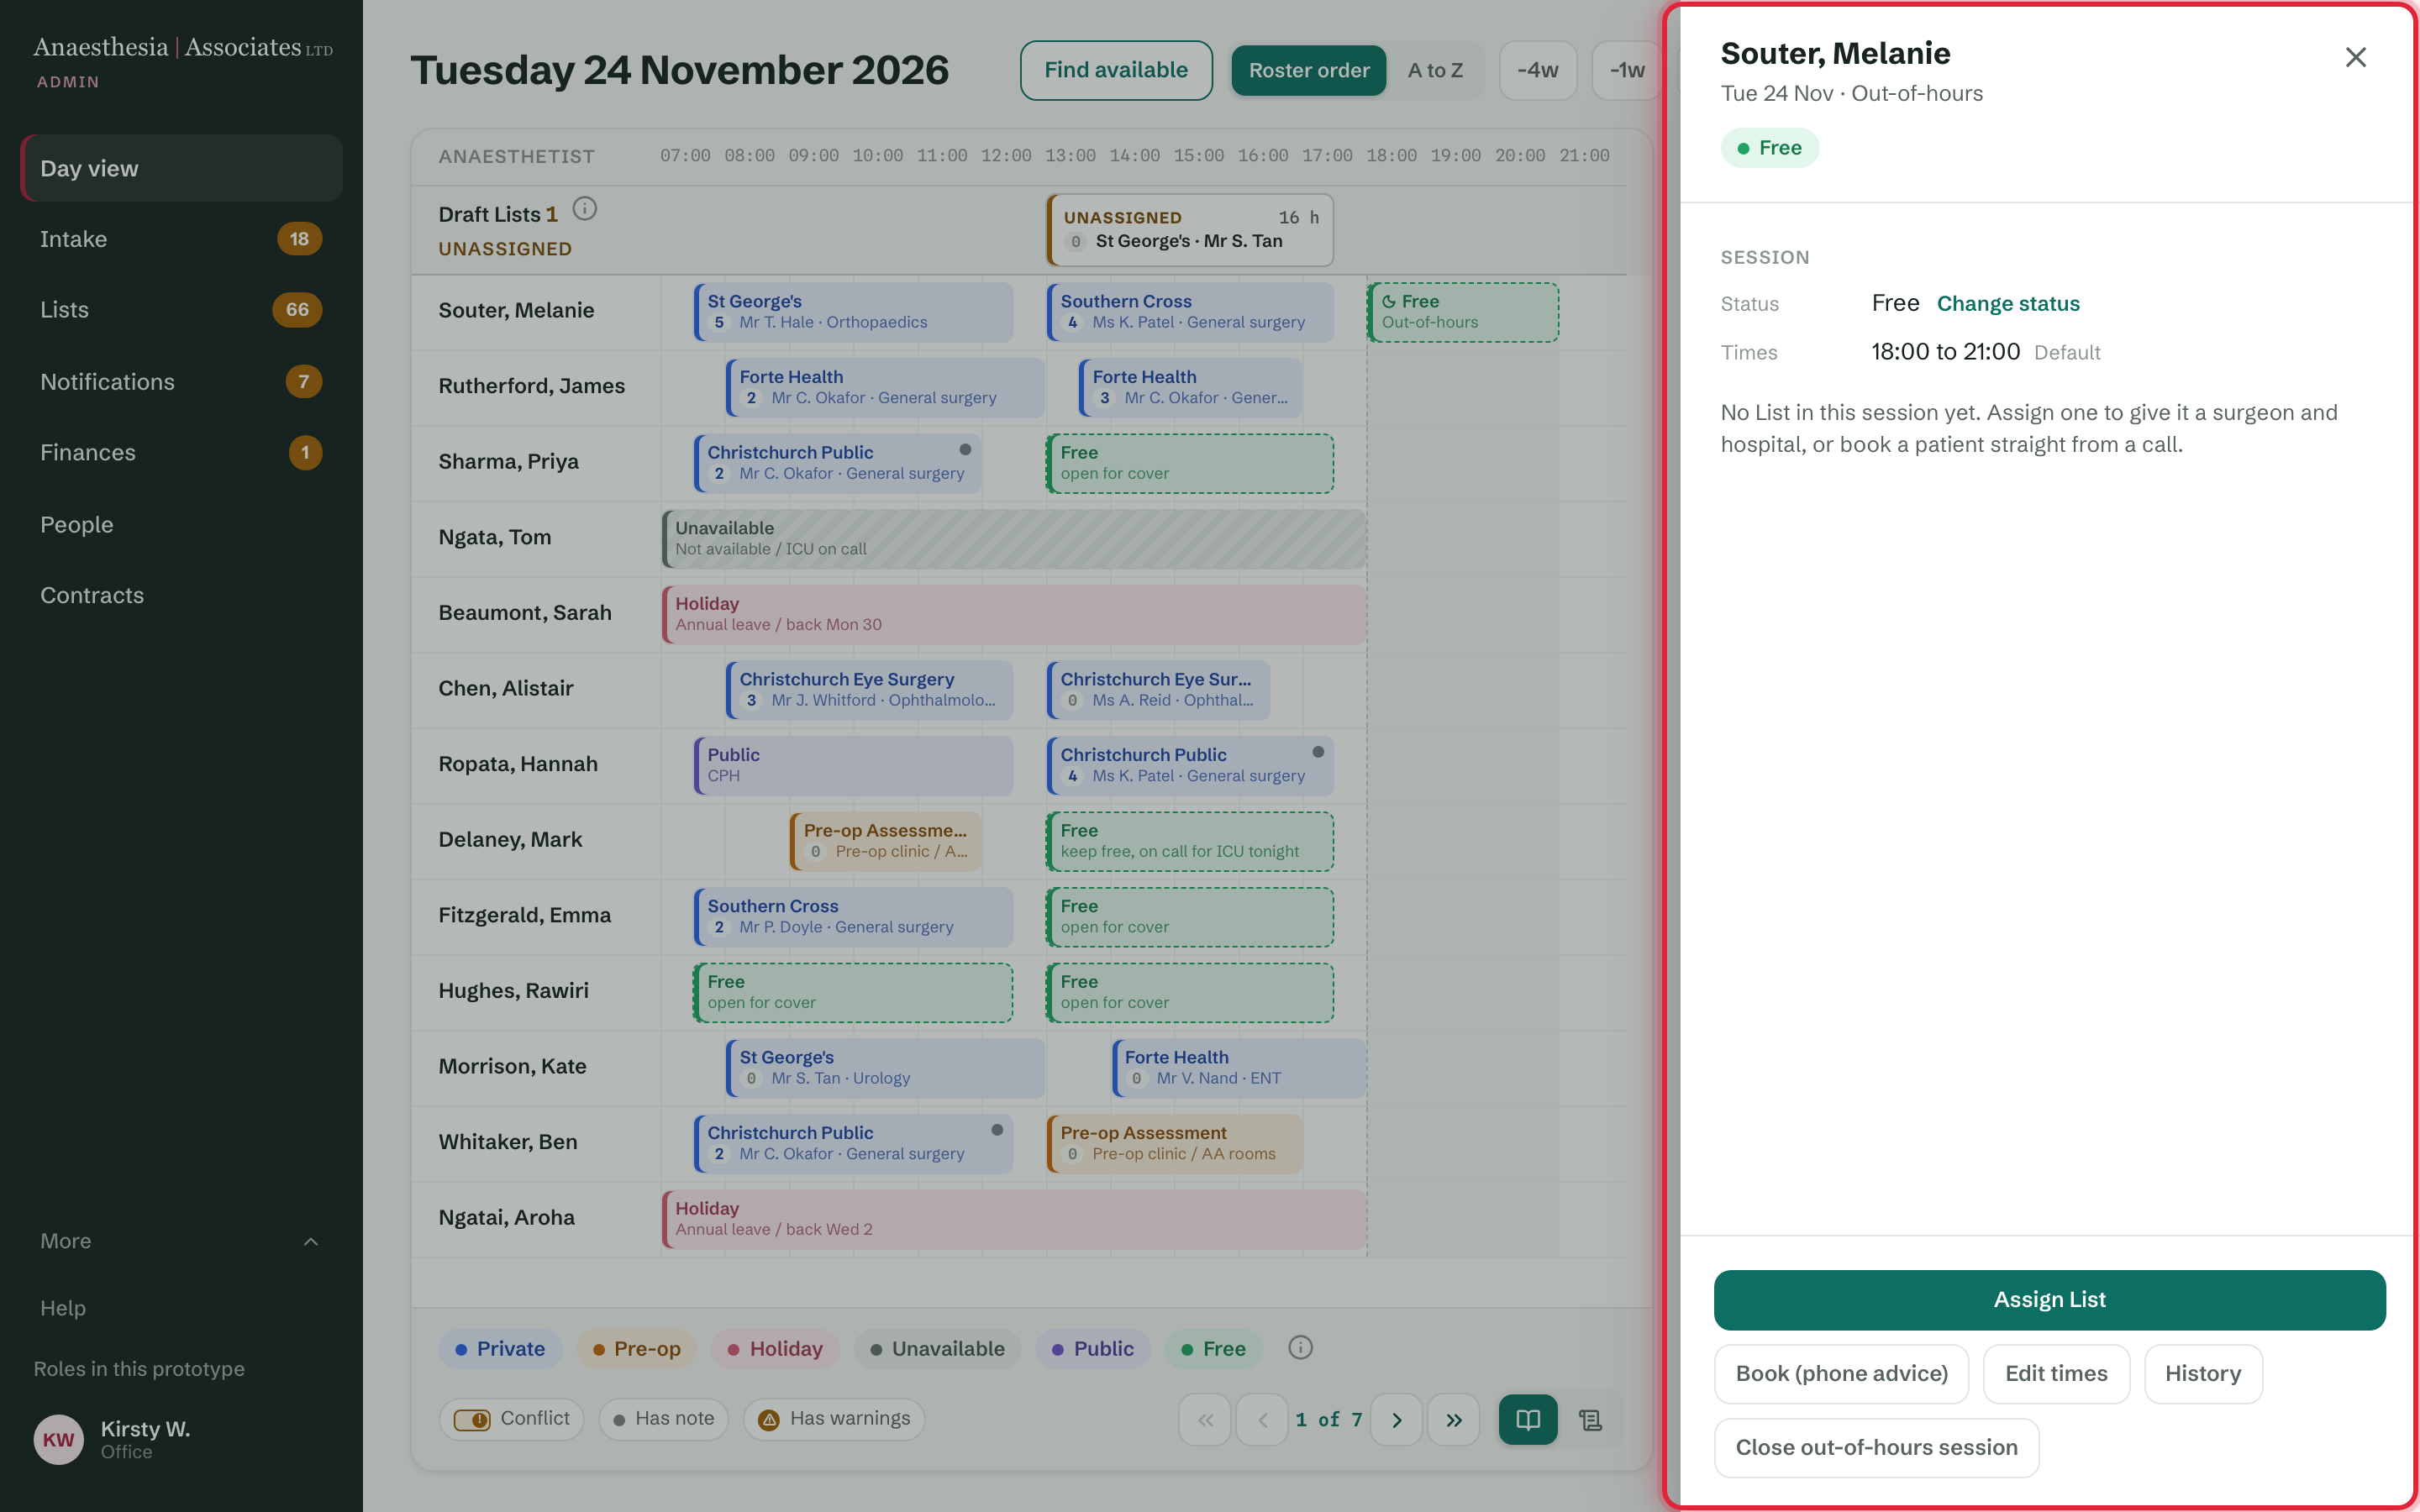 Anaesthesia | Associates LTD
ADMIN
Day view
Intake 18
Lists 66
Notifications 7
Finances 1
People
Contracts
More
Help
Roles in this prototype
KW
Kirsty W.
Office
Tuesday 24 November 2026
Find available
Roster order
A to Z
-4w
-1w
ANAESTHETIST 07:00 08:00 09:00 10:00 11:00 12:00 13:00 14:00 15:00 16:00 17:00 18:00 19:00 20:00 21:00
Draft Lists 1
UNASSIGNED
UNASSIGNED 16 h
0 St George's · Mr S. Tan
Souter, Melanie
St George's
5 Mr T. Hale · Orthopaedics
Southern Cross
4 Ms K. Patel · General surgery
Free
Out-of-hours
Rutherford, James
Forte Health
2 Mr C. Okafor · General surgery
Forte Health
3 Mr C. Okafor · Gener...
Sharma, Priya
Christchurch Public
2 Mr C. Okafor · General surgery
Free
open for cover
Ngata, Tom
Unavailable
Not available / ICU on call
Beaumont, Sarah
Holiday
Annual leave / back Mon 30
Chen, Alistair
Christchurch Eye Surgery
3 Mr J. Whitford · Ophthalmolo...
Christchurch Eye Sur...
0 Ms A. Reid · Ophthal...
Ropata, Hannah
Public
CPH
Christchurch Public
4 Ms K. Patel · General surgery
Delaney, Mark
Pre-op Assessme...
0 Pre-op clinic / A...
Free
keep free, on call for ICU tonight
Fitzgerald, Emma
Southern Cross
2 Mr P. Doyle · General surgery
Free
open for cover
Hughes, Rawiri
Free
open for cover
Free
open for cover
Morrison, Kate
St George's
0 Mr S. Tan · Urology
Forte Health
0 Mr V. Nand · ENT
Whitaker, Ben
Christchurch Public
2 Mr C. Okafor · General surgery
Pre-op Assessment
0 Pre-op clinic / AA rooms
Ngatai, Aroha
Holiday
Annual leave / back Wed 2
Private
Pre-op
Holiday
Unavailable
Public
Free
Conflict
Has note
Has warnings
1 of 7
Souter, Melanie
Tue 24 Nov · Out-of-hours
Free
SESSION
Status Free Change status
Times 18:00 to 21:00 Default
No List in this session yet. Assign one to give it a surgeon and
hospital, or book a patient straight from a call.
Assign List
Book (phone advice)
Edit times
History
Close out-of-hours session